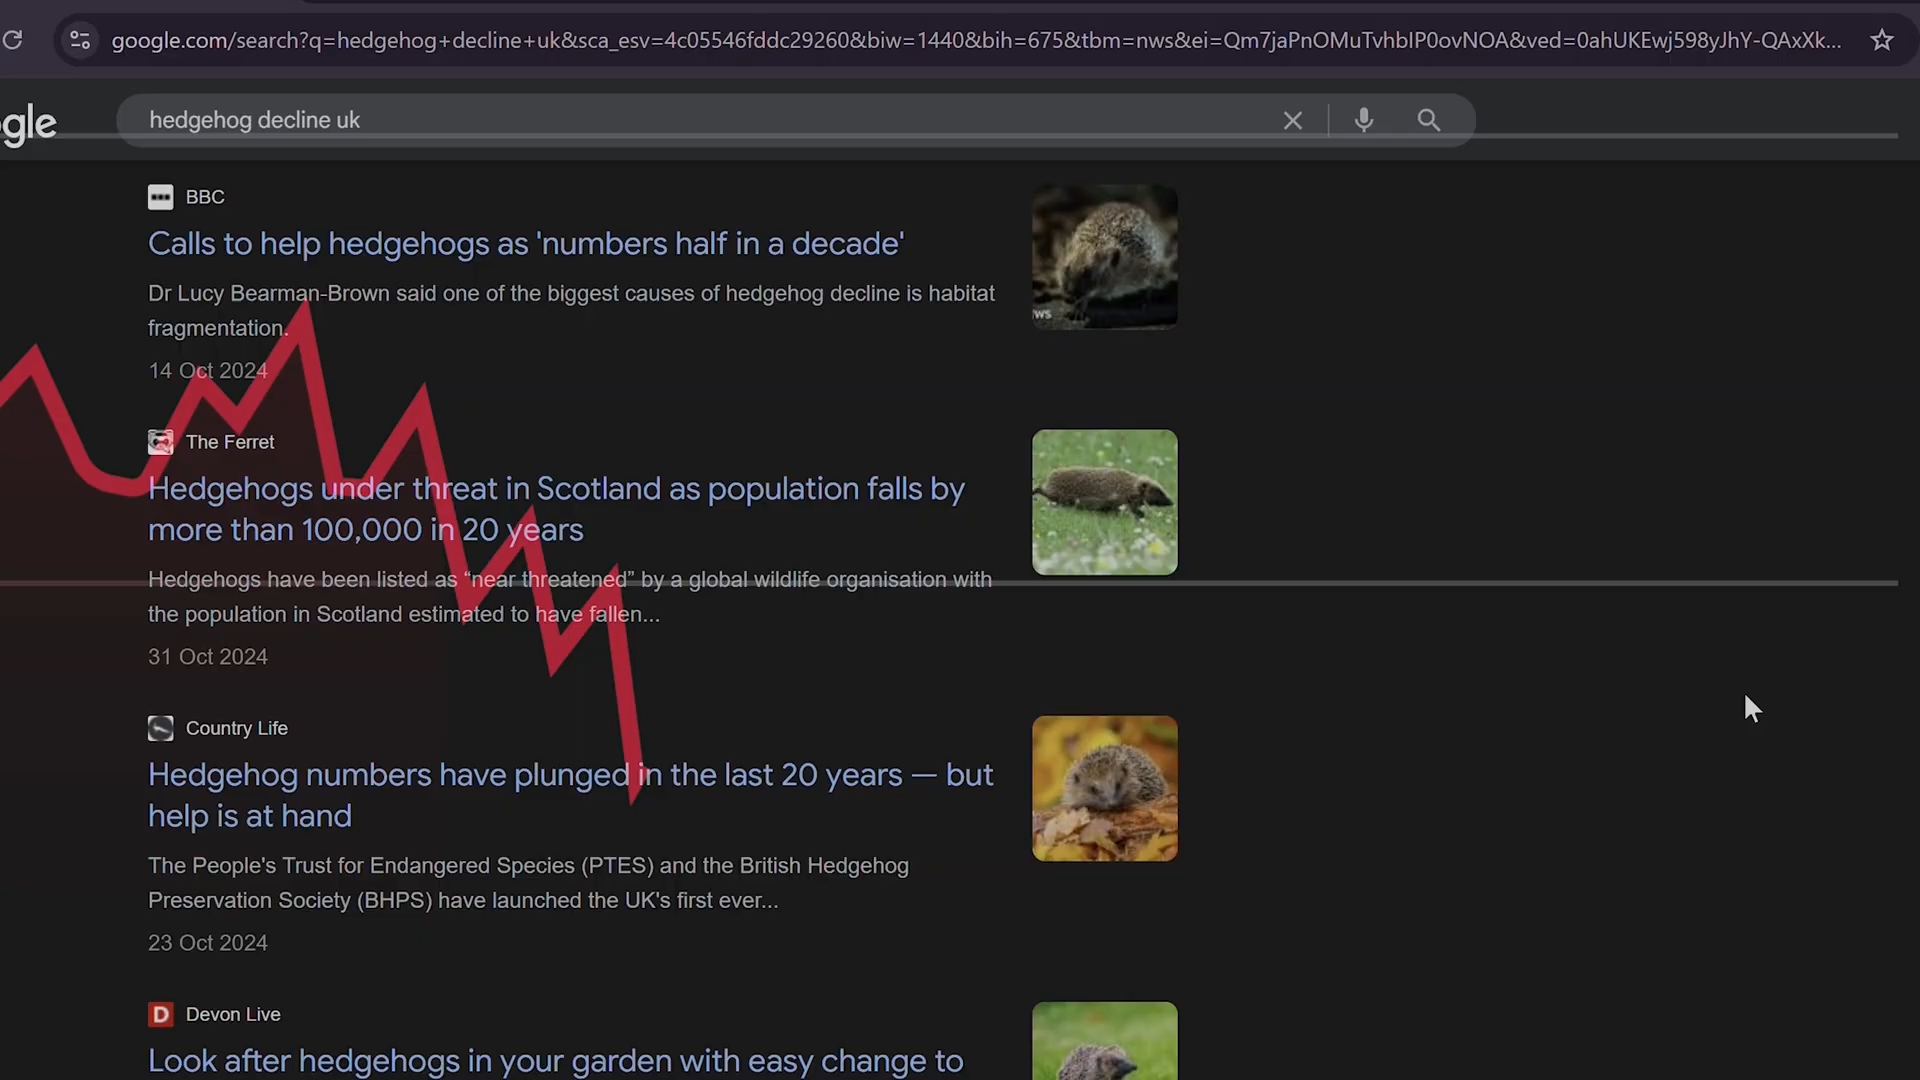 google.com/search?q=hedgehog+decline+uk&sca_esv=4c05546fddc29260&biw=1440&bih=675&tbm=nws&ei=Qm7jaPnOMuTvhbIP0ovNOA&ved=0ahUKEwj598yJhY-QAxXk...
ogle
hedgehog decline uk
BBC
Calls to help hedgehogs as 'numbers half in a decade'
Dr Lucy Bearman-Brown said one of the biggest causes of hedgehog decline is habitat
fragmentation.
14 Oct 2024
WS
The Ferret
Hedgehogs under threat in Scotland as population falls by
more than 100,000 in 20 years
Hedgehogs have been listed as “near threatened” by a global wildlife organisation with
the population in Scotland estimated to have fallen...
31 Oct 2024
Country Life
Hedgehog numbers have plunged in the last 20 years — but
help is at hand
The People's Trust for Endangered Species (PTES) and the British Hedgehog
Preservation Society (BHPS) have launched the UK's first ever...
23 Oct 2024
D
Devon Live
Look after hedgehogs in your garden with easy change to